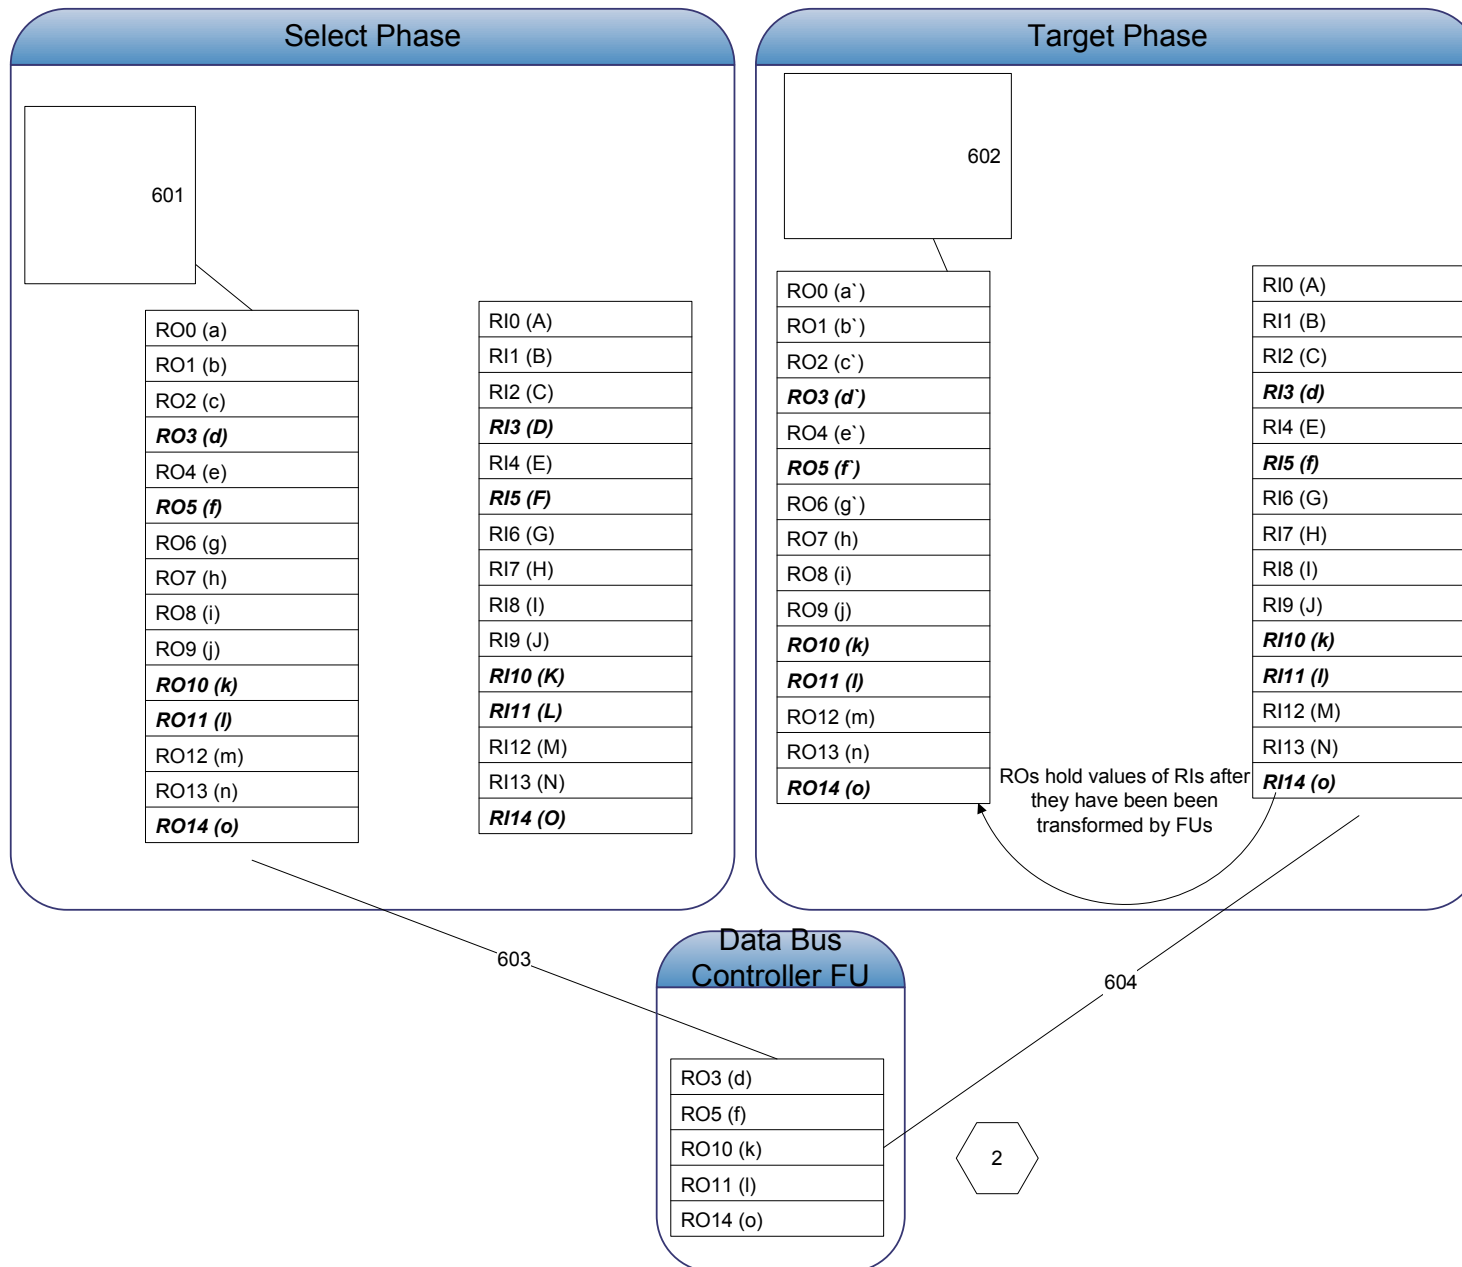 Select Phase
601
RO0 (a)
RO1 (b)
RO2 (c)
RO3 (d)
RO4 (e)
RO5 (f)
RO6 (g)
RO7 (h)
RO8 (i)
RO9 (j)
RO10 (k)
RO11 (l)
RO12 (m)
RO13 (n)
RO14 (o)
RI0 (A)
RI1 (B)
RI2 (C)
RI3 (D)
RI4 (E)
RI5 (F)
RI6 (G)
RI7 (H)
RI8 (I)
RI9 (J)
RI10 (K)
RI11 (L)
RI12 (M)
RI13 (N)
RI14 (O)
Target Phase
602
RO0 (a`)
RO1 (b`)
RO2 (c`)
RO3 (d`)
RO4 (e`)
RO5 (f`)
RO6 (g`)
RO7 (h)
RO8 (i)
RO9 (j)
RO10 (k)
RO11 (l)
RO12 (m)
RO13 (n)
RO14 (o)
ROs hold values of RIs after
they have been been
transformed by FUs
RI0 (A)
RI1 (B)
RI2 (C)
RI3 (d)
RI4 (E)
RI5 (f)
RI6 (G)
RI7 (H)
RI8 (I)
RI9 (J)
RI10 (k)
RI11 (l)
RI12 (M)
RI13 (N)
RI14 (o)
603
604
Data Bus
Controller FU
RO3 (d)
RO5 (f)
RO10 (k)
RO11 (l)
RO14 (o)
2